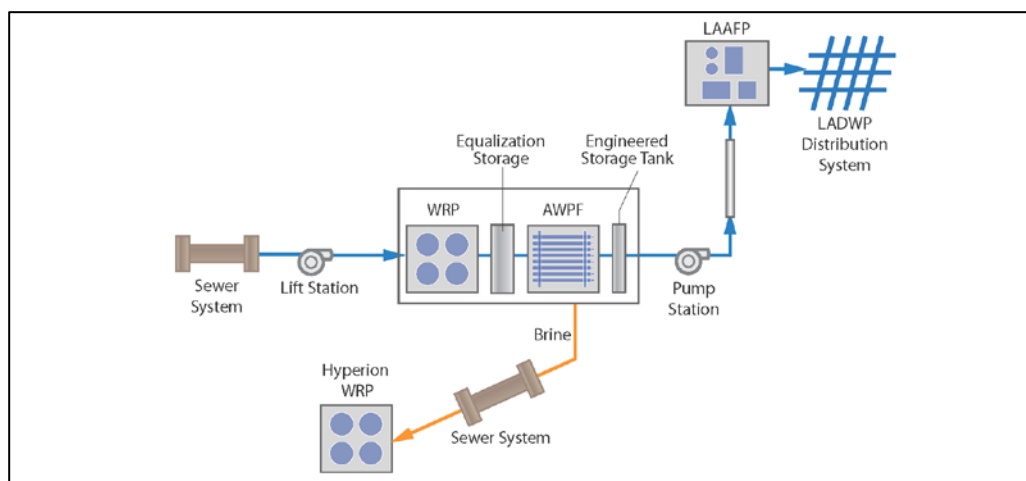 LAAFP
LADWP
Distribution
System
Equalization
Storage
Engineered
Storage Tank
WRP
AWPF
Sewer
System
Lift Station
Pump
Station
Brine
Hyperion
WRP
Sewer System